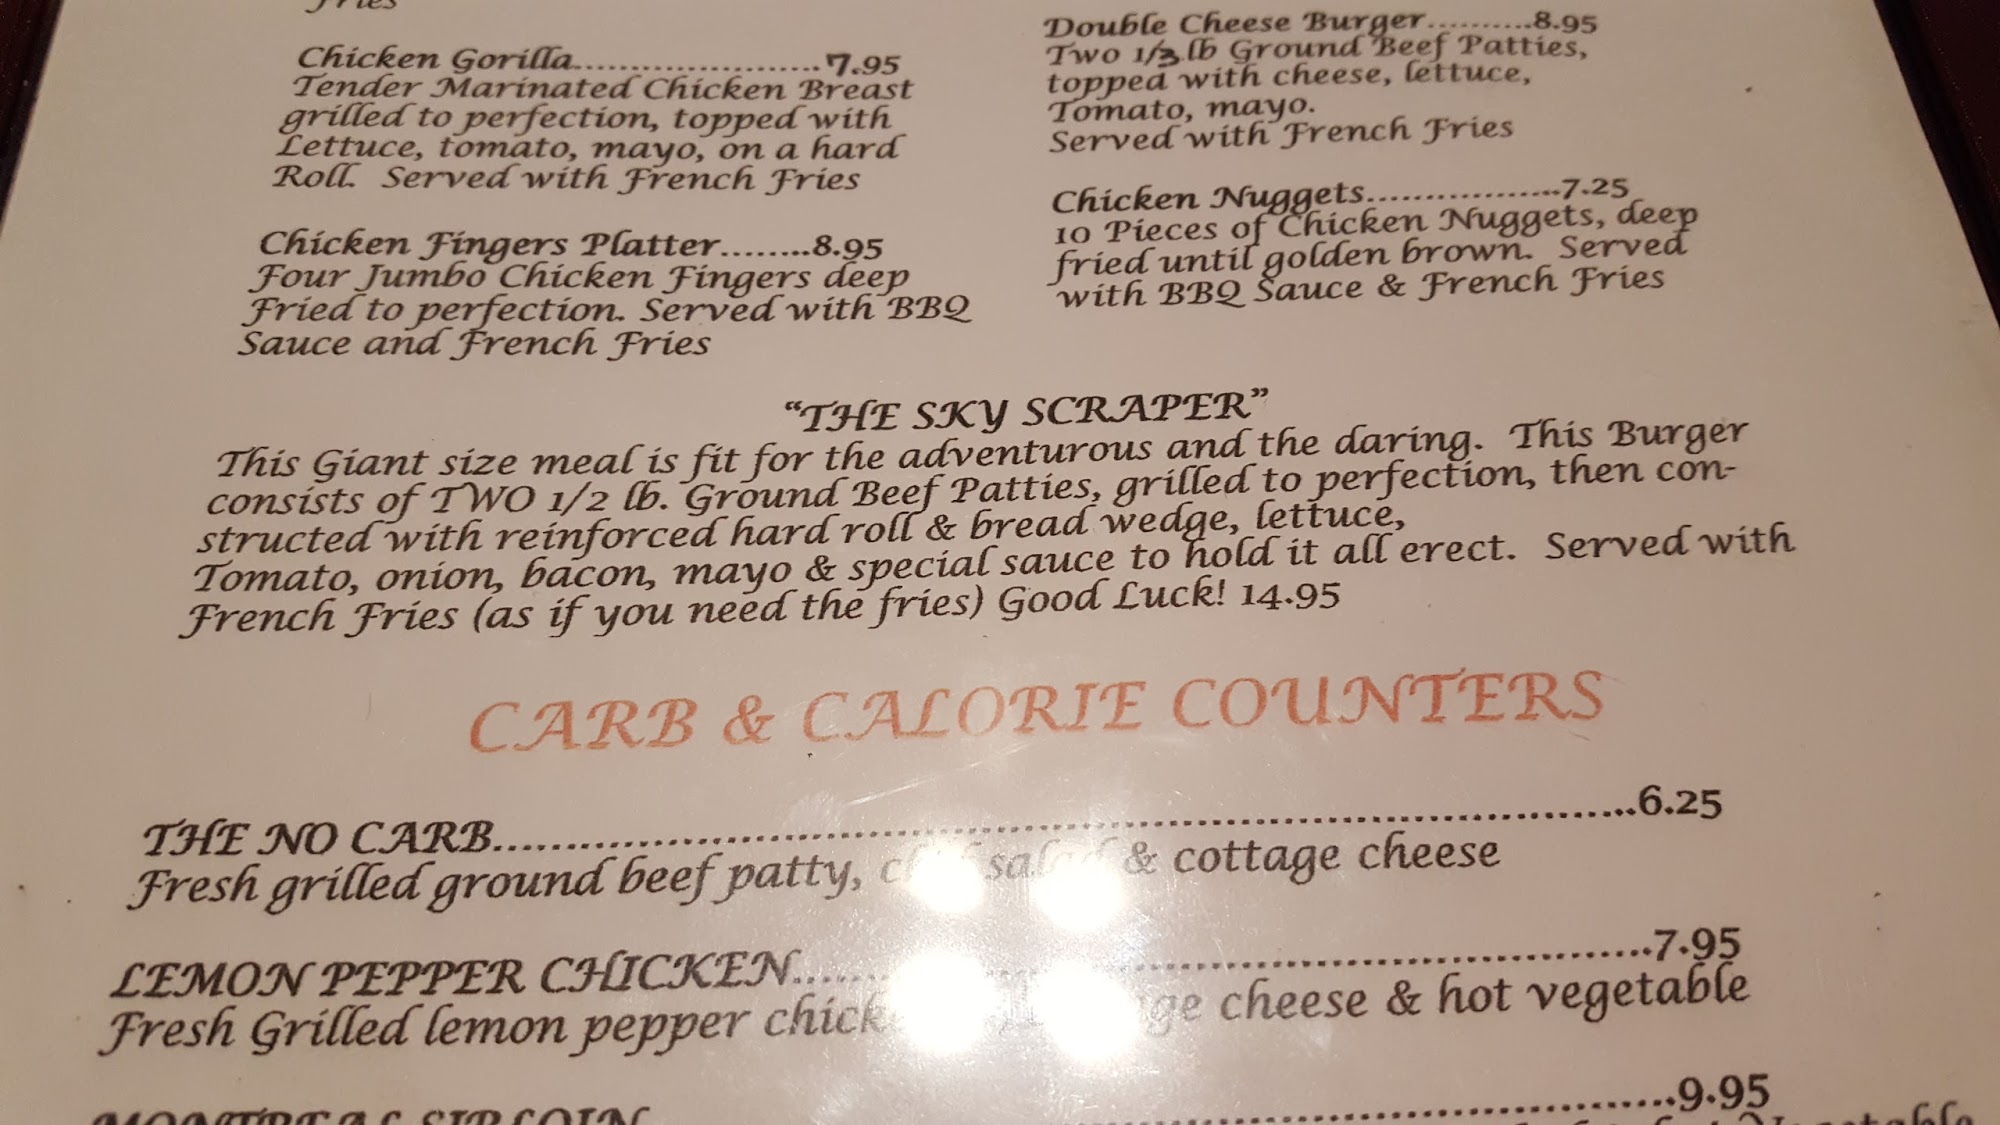 Fries
Chicken Gorilla......................7.95
Tender Marinated Chicken Breast
grilled to perfection, topped with
Lettuce, tomato, mayo, on a hard
Roll. Served with French Fries
Chicken Fingers Platter........8.95
Four Jumbo Chicken Fingers deep
Fried to perfection. Served with BBQ
Sauce and French Fries
Double Cheese Burger..........8.95
Two 1/3 lb Ground Beef Patties,
topped with cheese, lettuce,
Tomato, mayo.
Served with French Fries
Chicken Nuggets..................7.25
10 Pieces of Chicken Nuggets, deep
fried until golden brown. Served
with BBQ Sauce & French Fries
“THE SKY SCRAPER”
This Giant size meal is fit for the adventurous and the daring. This Burger
consists of TWO 1/2 lb. Ground Beef Patties, grilled to perfection, then con-
structed with reinforced hard roll & bread wedge, lettuce,
Tomato, onion, bacon, mayo & special sauce to hold it all erect. Served with
French Fries (as if you need the fries) Good Luck! 14.95
CARB & CALORIE COUNTERS
THE NO CARB..........................................................................6.25
Fresh grilled ground beef patty, salad & cottage cheese
LEMON PEPPER CHICKEN......................................................7.95
Fresh Grilled lemon pepper cheese & hot vegetable
MONTREAL SIRLOIN..............................................................9.95
Vegetable